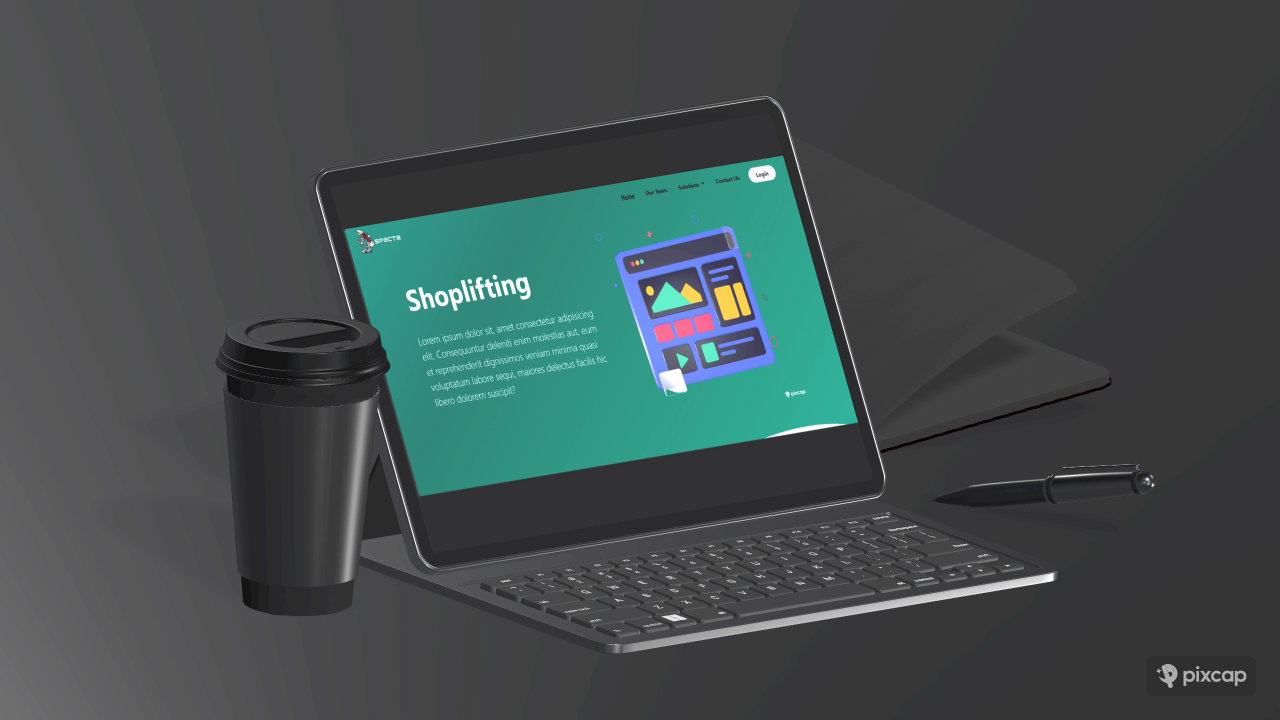 Home Our Team Solutions Contact Us Login
SPECTE
Shoplifting
Lorem ipsum dolor sit, amet consectetur adipisicing
elit. Consequuntur deleniti enim molestias aut, eum
et reprehenderit dignissimos veniam minima quasi
voluptatum labore sequi, maiores delectus facilis hic
libero dolorem suscipit?
pixcap
pixcap